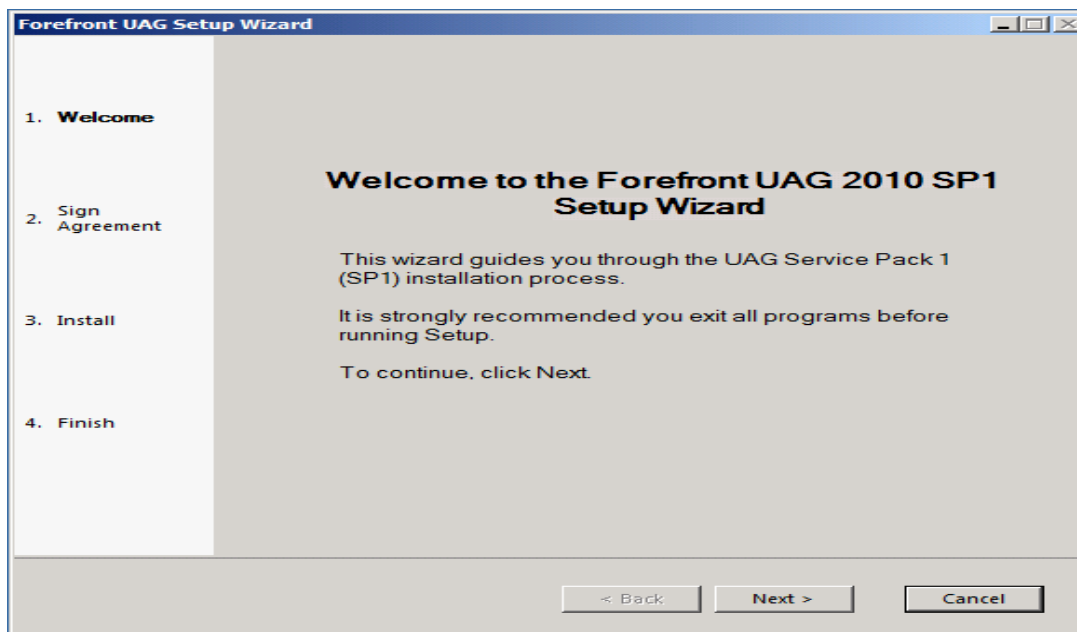 Forefront UAG Setup Wizard
1. Welcome
2. Sign
Agreement
3. Install
4. Finish
Welcome to the Forefront UAG 2010 SP1
Setup Wizard
This wizard guides you through the UAG Service Pack 1
(SP1) installation process.
It is strongly recommended you exit all programs before
running Setup.
To continue, click Next.
< Back
Next >
Cancel